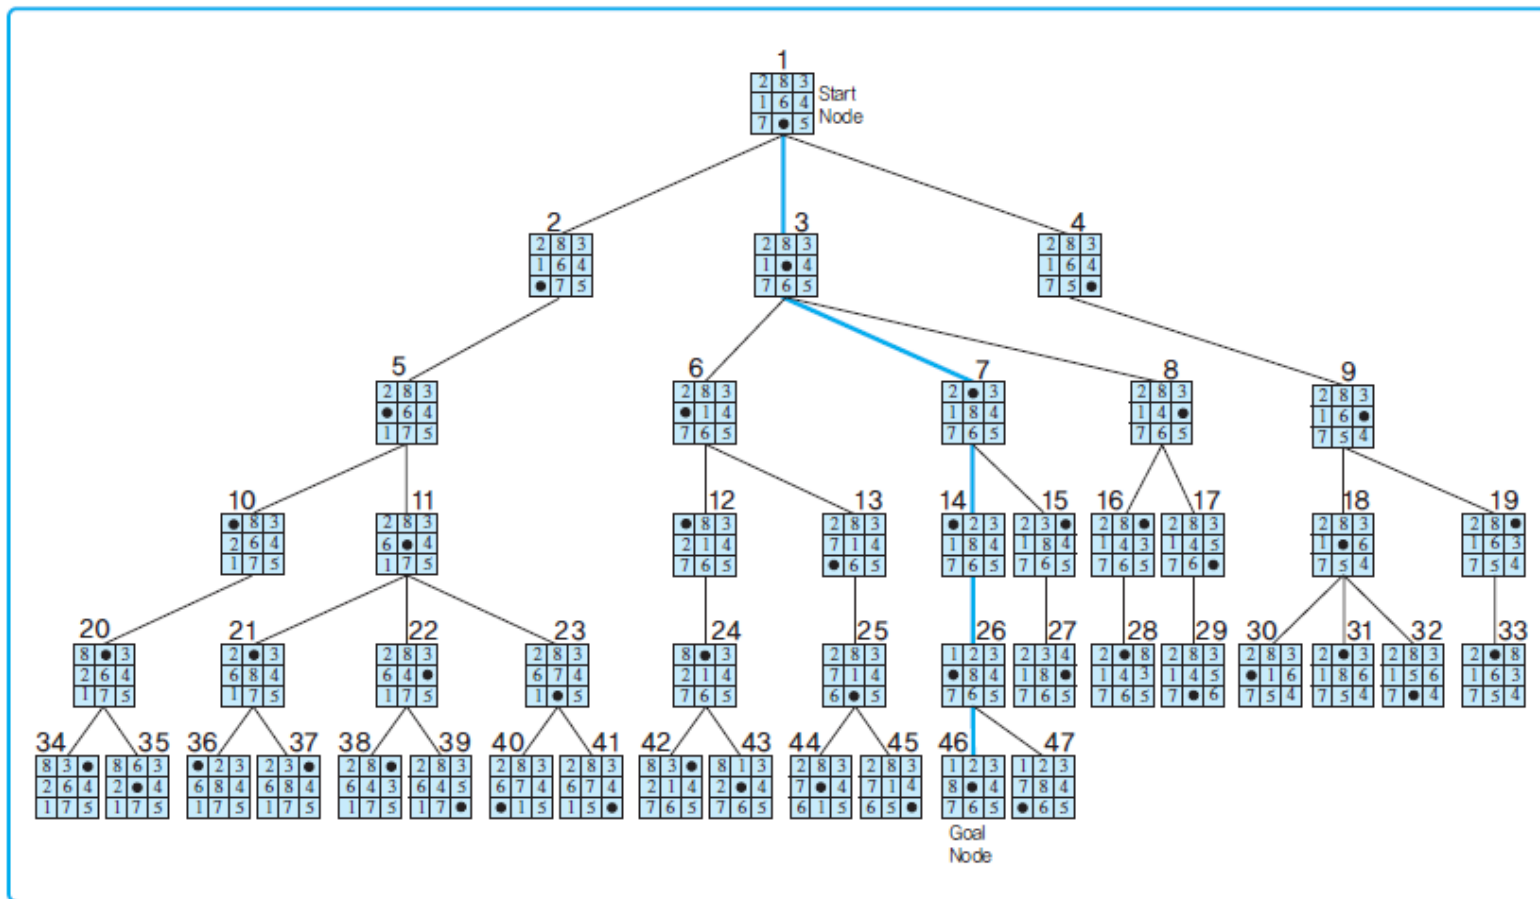 1
2 8 3
1 6 4
7 ● 5
Start
Node
2
2 8 3
1 6 4
● 7 5
3
2 8 3
1 ● 4
7 6 5
4
2 8 3
1 6 4
7 5 ●
5
2 8 3
● 6 4
1 7 5
6
2 8 3
● 1 4
7 6 5
7
2 ● 3
1 8 4
7 6 5
8
2 8 3
1 4 ●
7 6 5
9
2 8 3
1 6 ●
7 5 4
10
● 8 3
2 6 4
1 7 5
11
2 8 3
6 ● 4
1 7 5
12
● 8 3
2 1 4
7 6 5
13
2 8 3
7 1 4
● 6 5
14
● 2 3
1 8 4
7 6 5
15
2 3 ●
1 8 4
7 6 5
16
2 8 ●
1 4 3
7 6 5
17
2 8 3
1 4 5
7 6 ●
18
2 8 3
1 ● 6
7 5 4
19
2 8 ●
1 6 3
7 5 4
20
8 ● 3
2 6 4
1 7 5
21
2 ● 3
6 8 4
1 7 5
22
2 8 3
6 4 ●
1 7 5
23
2 8 3
6 7 4
1 ● 5
24
8 ● 3
2 1 4
7 6 5
25
2 8 3
7 1 4
6 ● 5
26
1 2 3
● 8 4
7 6 5
27
2 3 4
1 8 ●
7 6 5
28
2 ● 8
1 4 3
7 6 5
29
2 8 3
1 4 5
7 ● 6
30
2 8 3
● 1 6
7 5 4
31
2 ● 3
1 8 6
7 5 4
32
2 8 3
1 5 6
7 ● 4
33
2 ● 8
1 6 3
7 5 4
34
8 3 ●
2 6 4
1 7 5
35
8 6 3
2 ● 4
1 7 5
36
● 2 3
6 8 4
1 7 5
37
2 3 ●
6 8 4
1 7 5
38
2 8 ●
6 4 3
1 7 5
39
2 8 3
6 4 5
1 7 ●
40
2 8 3
6 7 4
● 1 5
41
2 8 3
6 7 4
1 5 ●
42
8 3 ●
2 1 4
7 6 5
43
8 1 3
2 ● 4
7 6 5
44
2 8 3
7 ● 4
6 1 5
45
2 8 3
7 1 4
6 5 ●
46
1 2 3
8 ● 4
7 6 5
Goal
Node
47
1 2 3
7 8 4
● 6 5